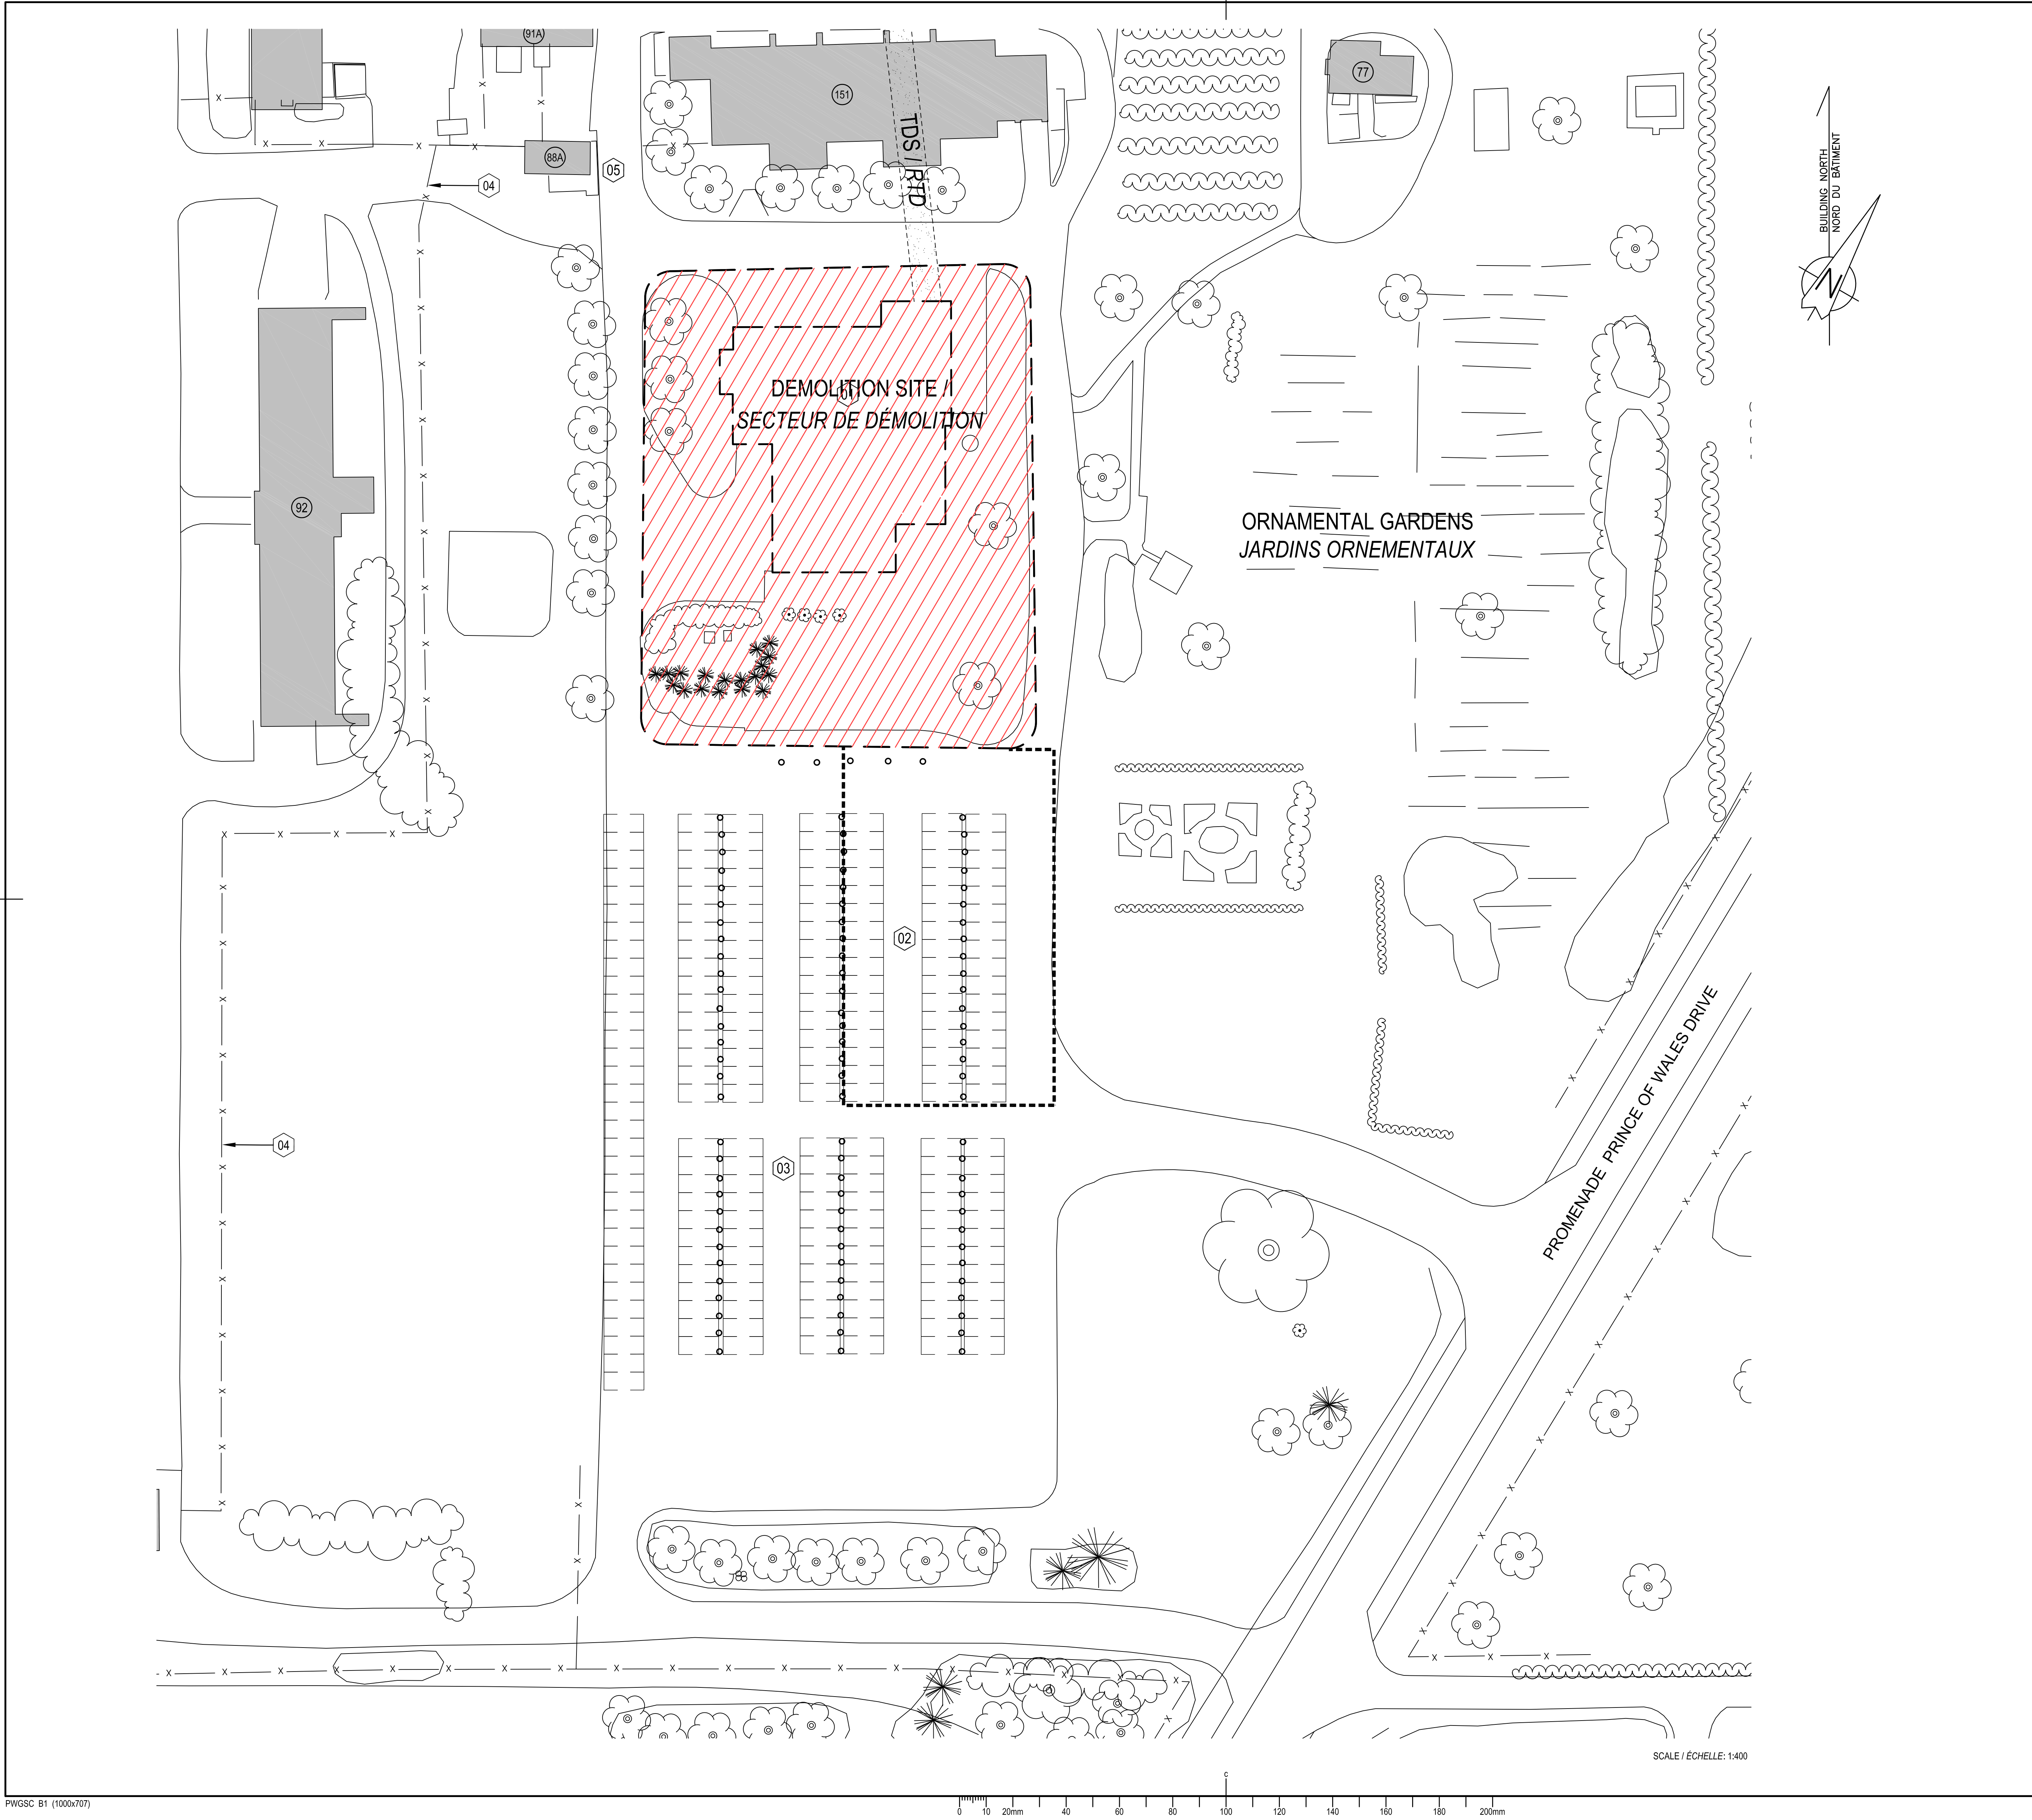 91A
77
151
TDS / RTD
88A
05
04
BUILDING NORTH
NORD DU BÂTIMENT
N
DEMOLITION SITE /
01
SECTEUR DE DÉMOLITION
92
ORNAMENTAL GARDENS
JARDINS ORNEMENTAUX
02
PROMENADE PRINCE OF WALES DRIVE
04
03
SCALE / ÉCHELLE: 1:400
c
PWGSC B1 (1000x707)
0 10 20mm 40 60 80 100 120 140 160 180 200mm